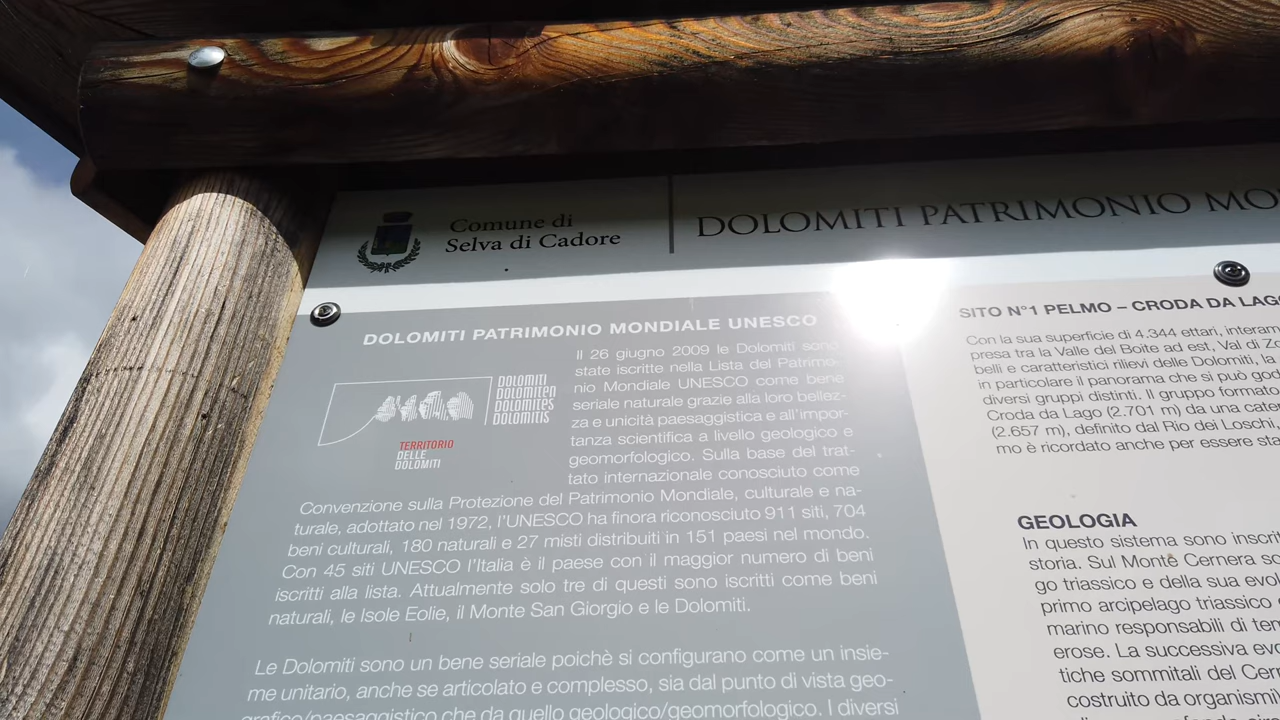 Comune di
Selva di Cadore
DOLOMITI PATRIMONIO MO
DOLOMITI PATRIMONIO MONDIALE UNESCO
Il 26 giugno 2009 le Dolomiti sono
state iscritte nella Lista del Patrimo-
nio Mondiale UNESCO come bene
seriale naturale grazie alla loro bellez-
za e unicità paesaggistica e all'impor-
tanza scientifica a livello geologico e
geomorfologico. Sulla base del trat-
tato internazionale conosciuto come
DOLOMITI
DOLOMITEN
DOLOMITES
DOLOMITIS
TERRITORIO
DELLE
DOLOMITI
Convenzione sulla Protezione del Patrimonio Mondiale, culturale e na-
turale, adottato nel 1972, l'UNESCO ha finora riconosciuto 911 siti, 704
beni culturali, 180 naturali e 27 misti distribuiti in 151 paesi nel mondo.
Con 45 siti UNESCO l'Italia è il paese con il maggior numero di beni
iscritti alla lista. Attualmente solo tre di questi sono iscritti come beni
naturali, le Isole Eolie, il Monte San Giorgio e le Dolomiti.
Le Dolomiti sono un bene seriale poichè si configurano come un insie-
me unitario, anche se articolato e complesso, sia dal punto di vista geo-
grafico/paesaggistico che da quello geologico/geomorfologico. I diversi
SITO N°1 PELMO – CRODA DA LAG
Con la sua superficie di 4.344 ettari, interam
presa tra la Valle del Boite ad est, Val di Zo
belli e caratteristici rilievi delle Dolomiti, la
in particolare il panorama che si può god
diversi gruppi distinti. Il gruppo formato
Croda da Lago (2.701 m) da una cate
(2.657 m), definito dal Rio dei Loschi,
mo è ricordato anche per essere sta
GEOLOGIA
In questo sistema sono inscrit
storia. Sul Monte Cernera so
go triassico e della sua evol
primo arcipelago triassico
marino responsabili di tem
erose. La successiva evo
tiche sommitali del Cern
costruito da organismi